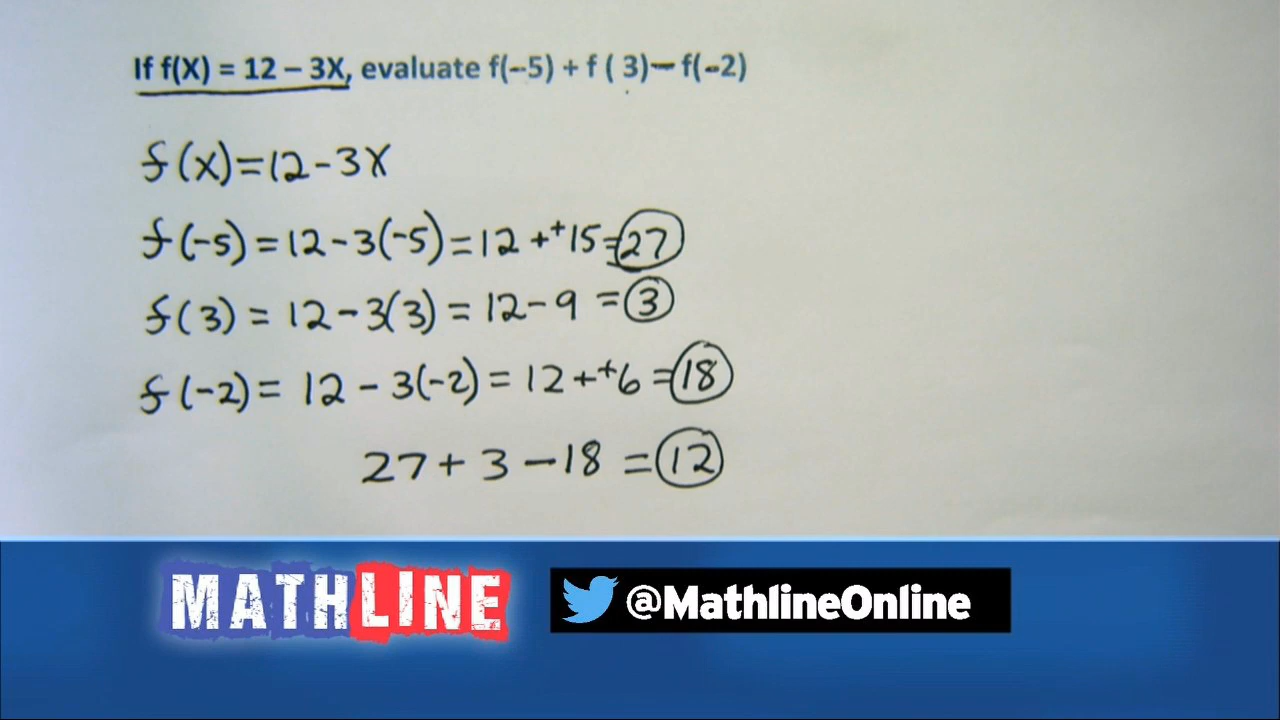 If f(X) = 12 – 3X, evaluate f(-5) + f ( 3)— f(-2)
f(x)=12-3X
f(-5)=12-3(-5)=12 ++15=27
f(3) = 12-3(3) = 12-9 =3
f(-2)= 12 - 3(-2)= 12++6 =18
27+ 3 -18 =12
MATHLINE @MathlineOnline